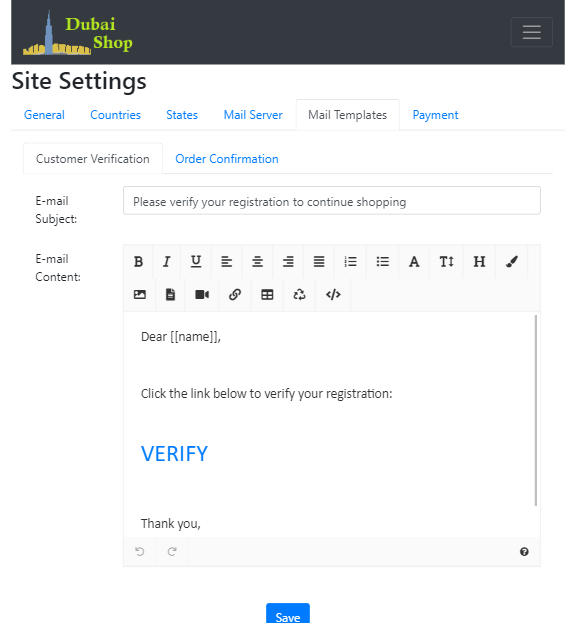 Dubai
Shop
Site Settings
General Countries States Mail Server Mail Templates Payment
Customer Verification Order Confirmation
E-mail
Subject:
Please verify your registration to continue shopping
E-mail
Content:
B I U A T H
Dear [[name]],
Click the link below to verify your registration:
VERIFY
Thank you,
Save